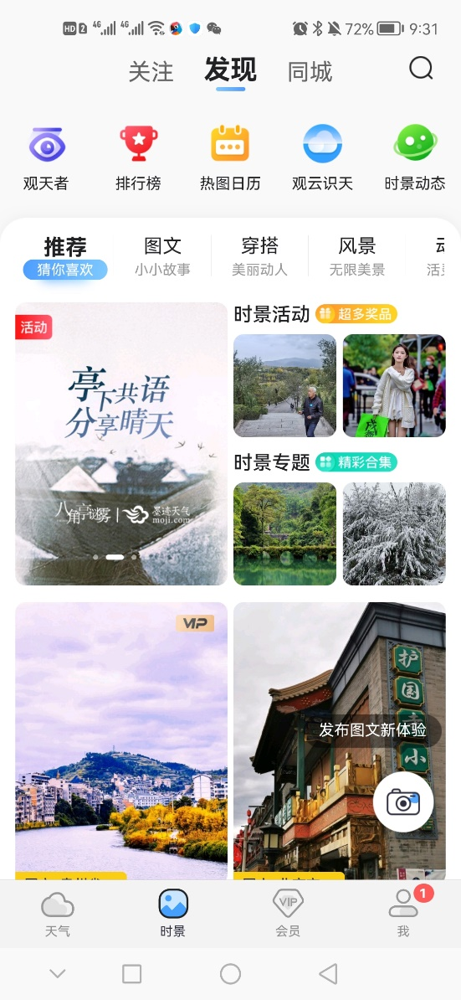 HD 2 4G 4G 72% 9:31
关注 发现 同城
观天者 排行榜 热图日历 观云识天 时景动态
推荐 图文 穿搭 风景
猜你喜欢 小小故事 美丽动人 无限美景
活动
亭下共语
分享晴天
八角亭谜雾 墨迹天气
moji.com
时景活动 超多奖品
时景专题 精彩合集
VIP
护
国
寺
小
发布图文新体验
天气 时景 VIP 会员 1 我